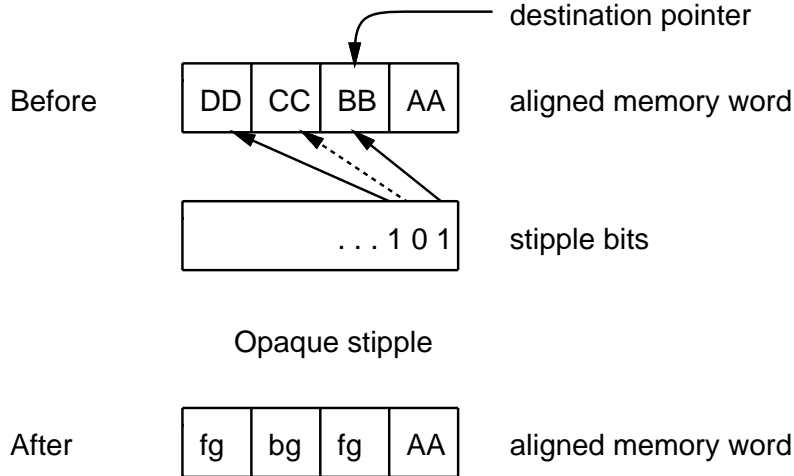 destination pointer
Before DD CC BB AA aligned memory word
. . . 1 0 1 stipple bits
Opaque stipple
After fg bg fg AA aligned memory word